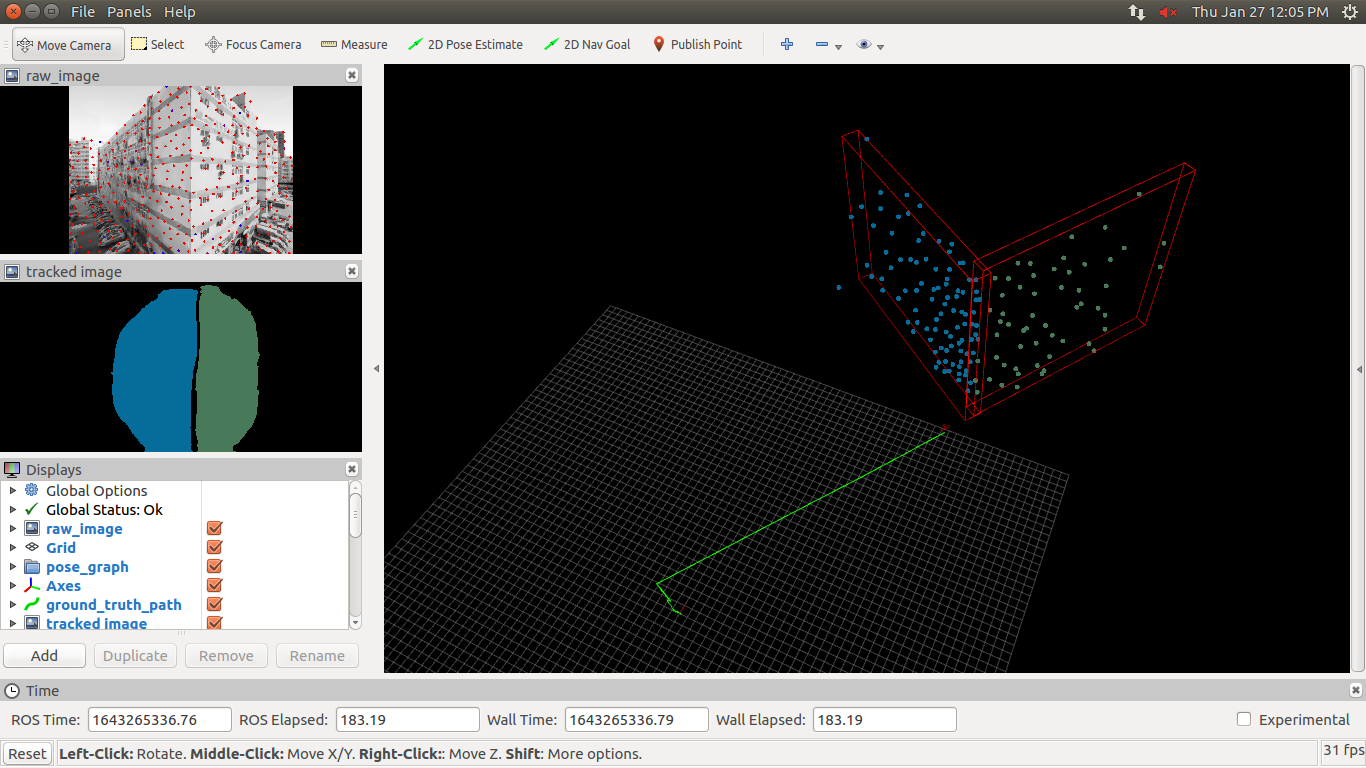 File Panels Help
Thu Jan 27 12:05 PM
Move Camera Select Focus Camera Measure 2D Pose Estimate 2D Nav Goal Publish Point
raw_image
tracked image
Displays
Global Options
Global Status: Ok
raw_image
Grid
pose_graph
Axes
ground_truth_path
tracked image
Add Duplicate Remove Rename
Time
ROS Time: 1643265336.76 ROS Elapsed: 183.19 Wall Time: 1643265336.79 Wall Elapsed: 183.19 Experimental
Reset Left-Click: Rotate. Middle-Click: Move X/Y. Right-Click:: Move Z. Shift: More options. 31 fps